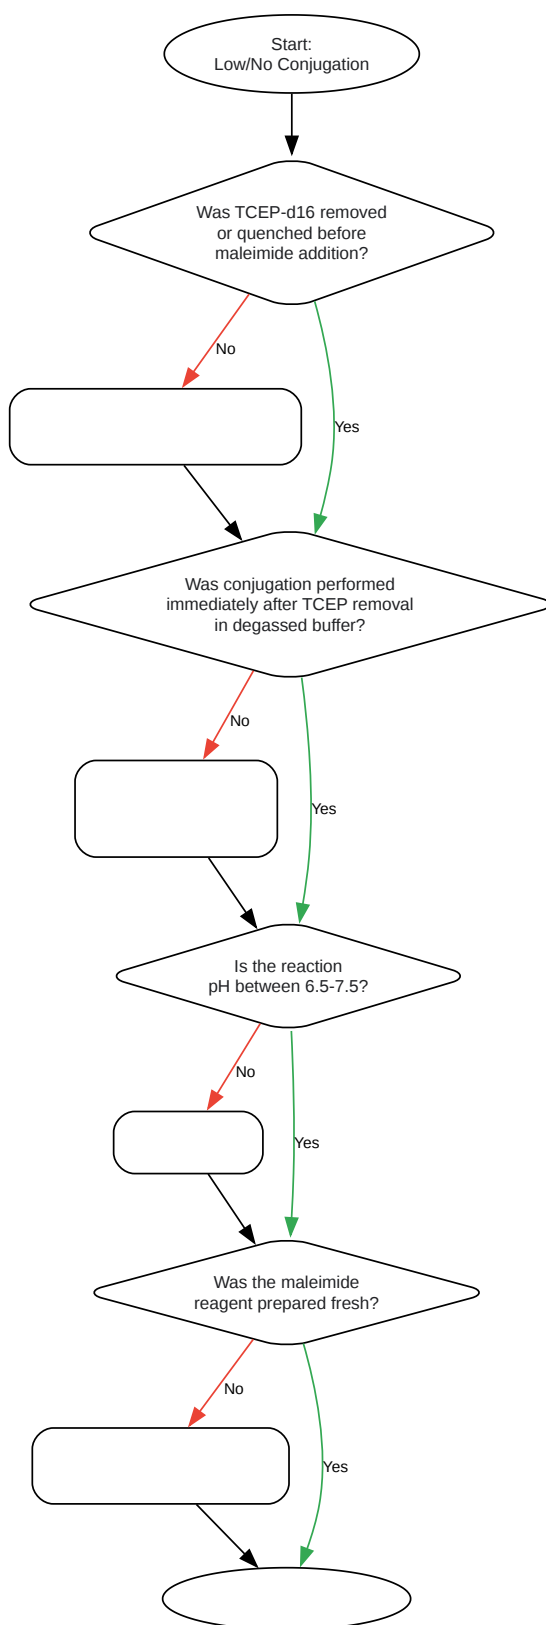 Start:
Low/No Conjugation
Was TCEP-d16 removed
or quenched before
maleimide addition?
No
Yes
Was conjugation performed
immediately after TCEP removal
in degassed buffer?
No
Yes
Is the reaction
pH between 6.5-7.5?
No
Yes
Was the maleimide
reagent prepared fresh?
No
Yes